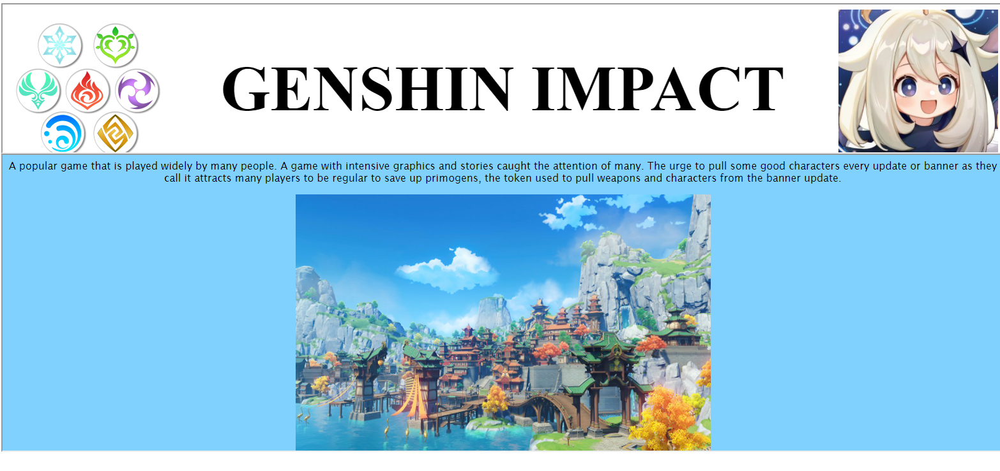 GENSHIN IMPACT
A popular game that is played widely by many people. A game with intensive graphics and stories caught the attention of many. The urge to pull some good characters every update or banner as they
call it attracts many players to be regular to save up primogens, the token used to pull weapons and characters from the banner update.